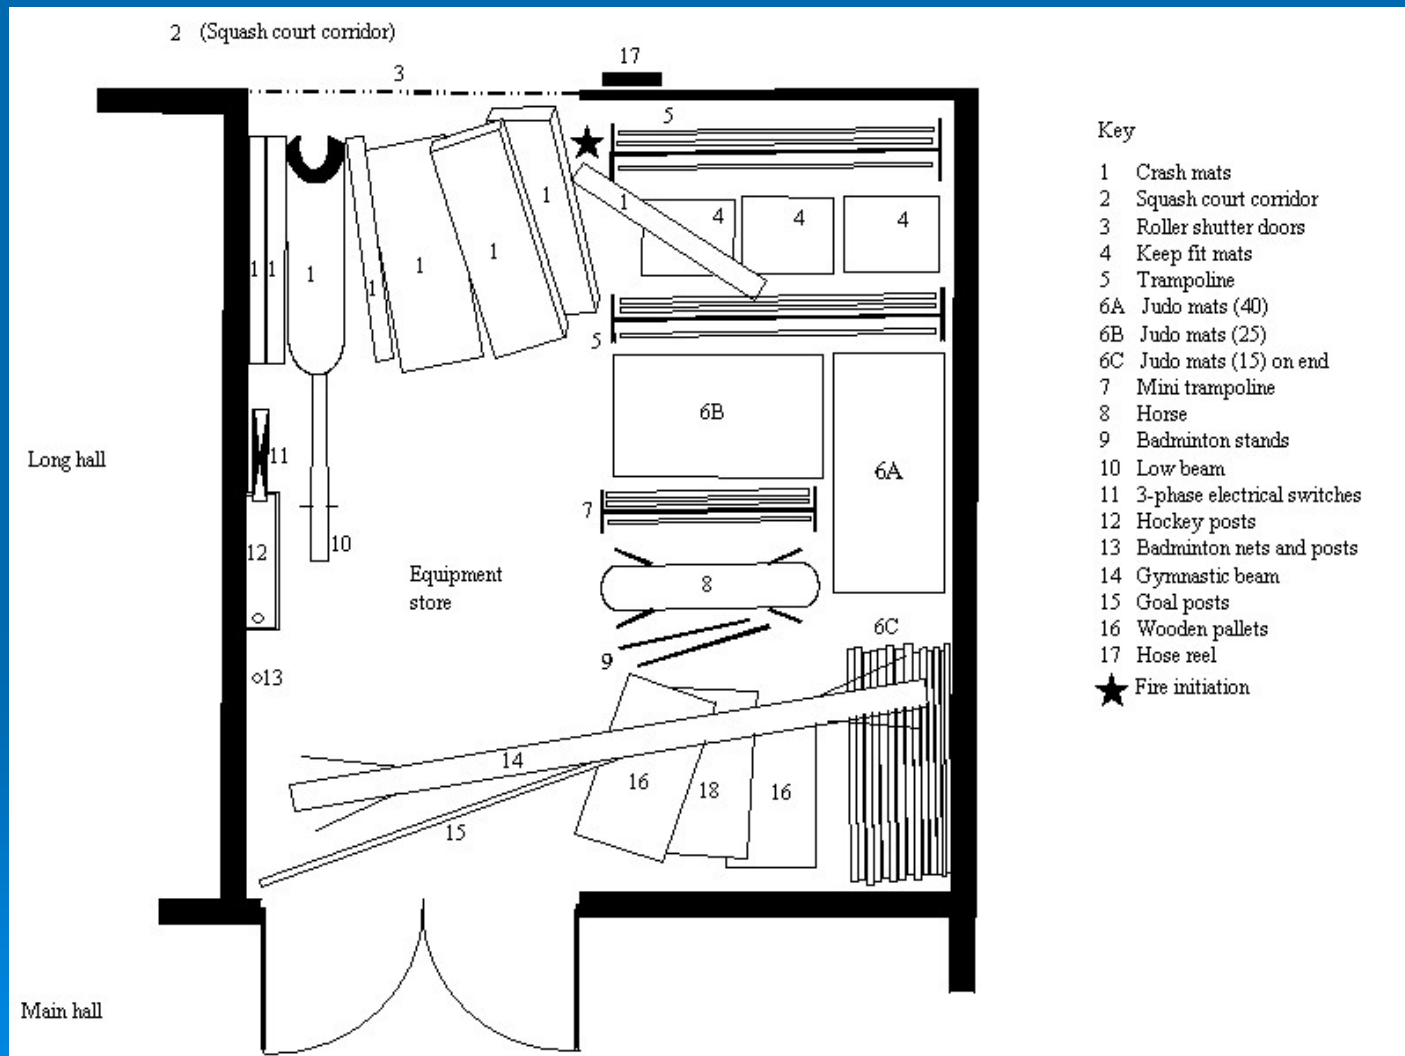 2 (Squash court corridor)
17
3
5
1
4
4
4
1
1
1
1
1
1
1
5
6B
6A
11
7
12
10
Equipment
store
8
Long hall
6C
9
13
14
16
18
16
15
Main hall
Key
1 Crash mats
2 Squash court corridor
3 Roller shutter doors
4 Keep fit mats
5 Trampoline
6A Judo mats (40)
6B Judo mats (25)
6C Judo mats (15) on end
7 Mini trampoline
8 Horse
9 Badminton stands
10 Low beam
11 3-phase electrical switches
12 Hockey posts
13 Badminton nets and posts
14 Gymnastic beam
15 Goal posts
16 Wooden pallets
17 Hose reel
Fire initiation